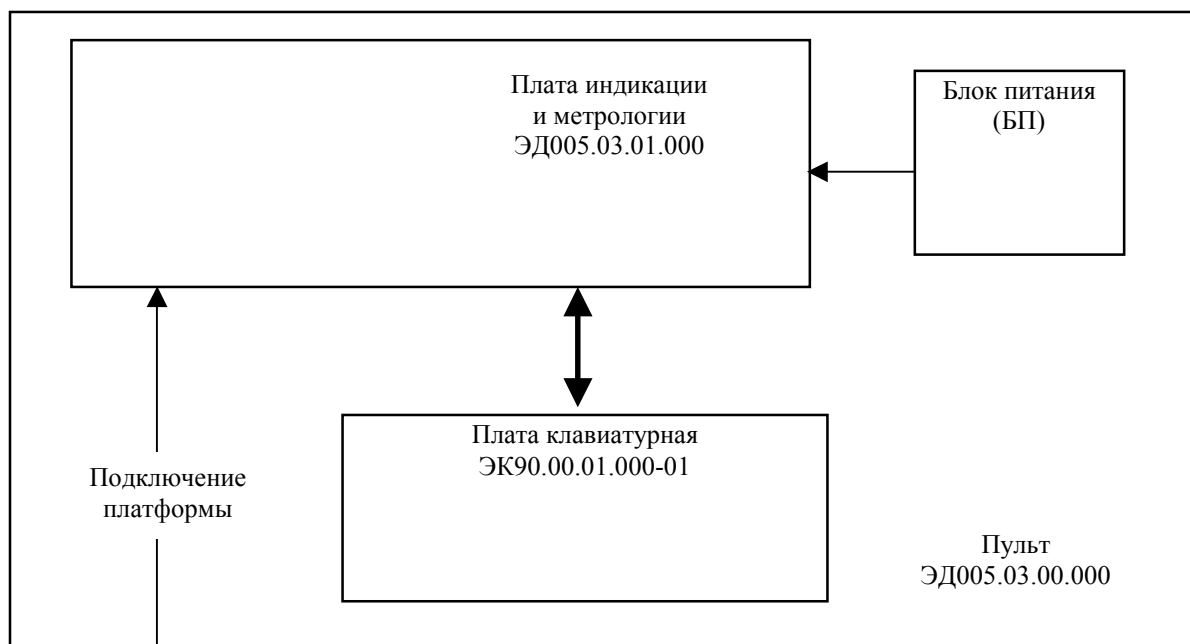 Плата индикации
и метрологии
ЭД005.03.01.000
Блок питания
(БП)
Плата клавиатурная
ЭК90.00.01.000-01
Подключение
платформы
Пульт
ЭД005.03.00.000